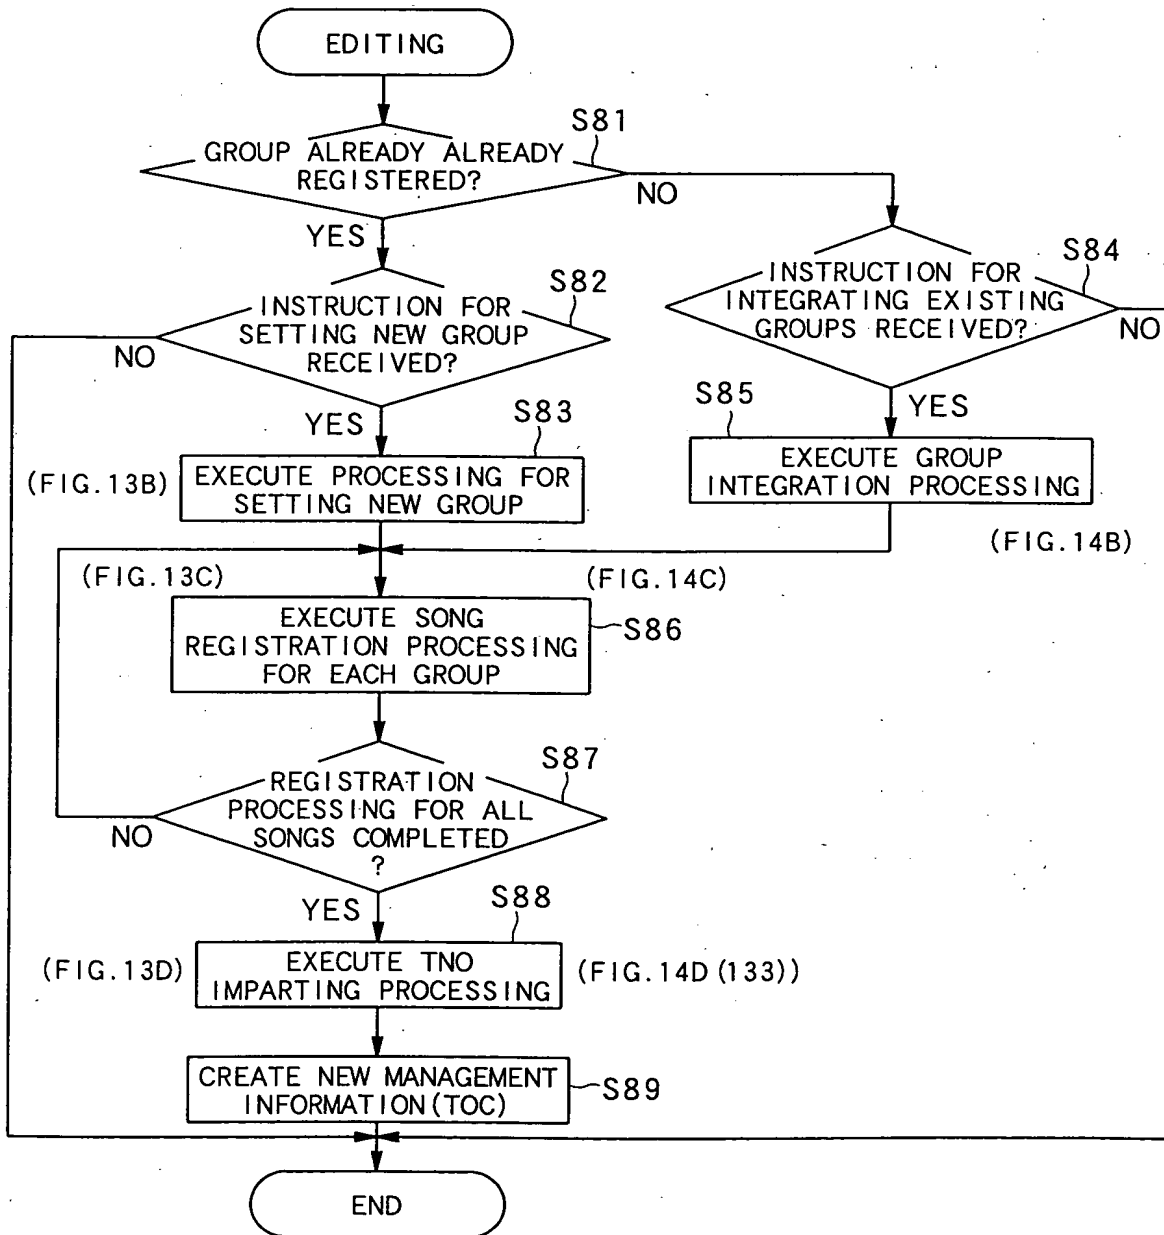 EDITING
S81
GROUP ALREADY ALREADY
REGISTERED?
NO
YES
S82
INSTRUCTION FOR
SETTING NEW GROUP
RECEIVED?
NO
YES
S84
INSTRUCTION FOR
INTEGRATING EXISTING
GROUPS RECEIVED?
NO
YES
S83
(FIG.13B)
EXECUTE PROCESSING FOR
SETTING NEW GROUP
S85
EXECUTE GROUP
INTEGRATION PROCESSING
(FIG.14B)
(FIG.13C)
(FIG.14C)
EXECUTE SONG
REGISTRATION PROCESSING
FOR EACH GROUP
S86
S87
REGISTRATION
PROCESSING FOR ALL
SONGS COMPLETED
?
NO
YES
S88
(FIG.13D)
EXECUTE TNO
IMPARTING PROCESSING
(FIG.14D(133))
CREATE NEW MANAGEMENT
INFORMATION(TOC)
S89
END